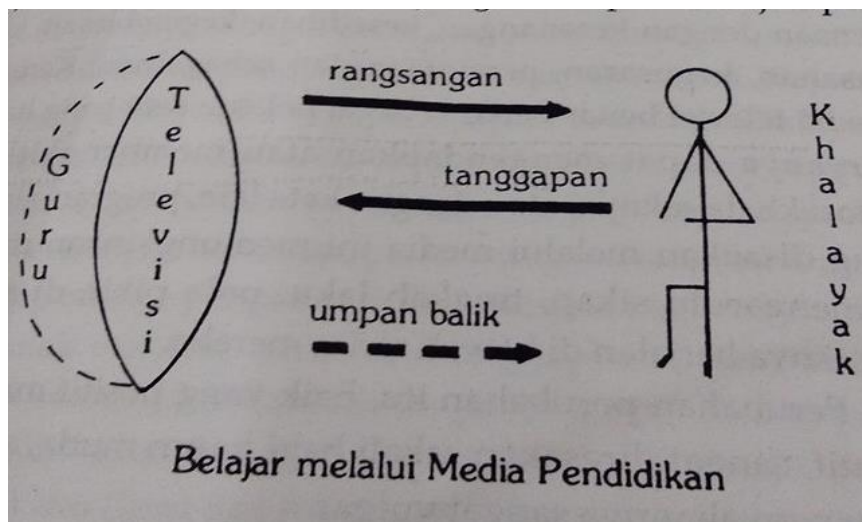 Guru
Televisi
rangsangan
tanggapan
umpan balik
Khalayak
Belajar melalui Media Pendidikan